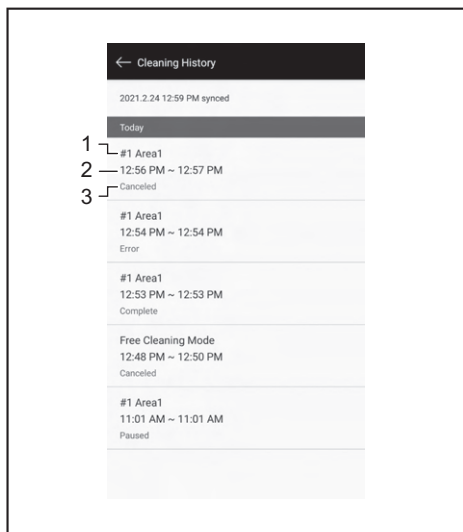 ← Cleaning History
2021.2.24 12:59 PM synced
Today
1
#1 Area1
2
12:56 PM ~ 12:57 PM
3
Canceled
#1 Area1
12:54 PM ~ 12:54 PM
Error
#1 Area1
12:53 PM ~ 12:53 PM
Complete
Free Cleaning Mode
12:48 PM ~ 12:50 PM
Canceled
#1 Area1
11:01 AM ~ 11:01 AM
Paused